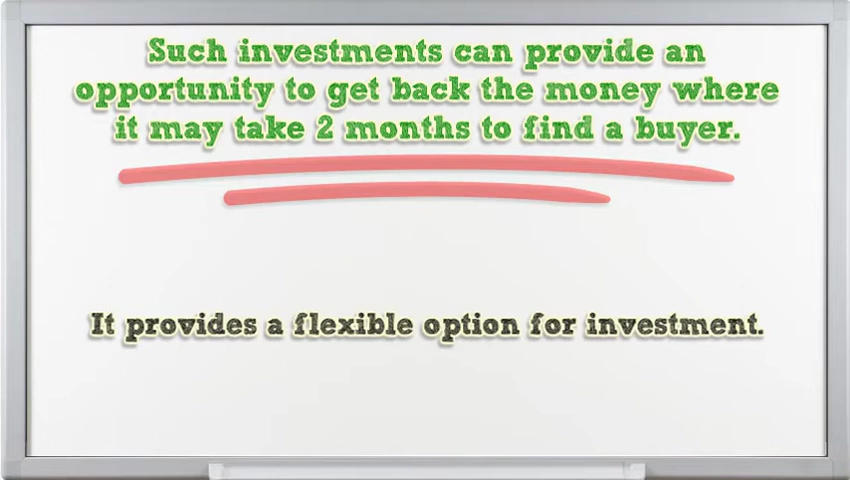 Such investments can provide an
opportunity to get back the money where
it may take 2 months to find a buyer.
It provides a flexible option for investment.